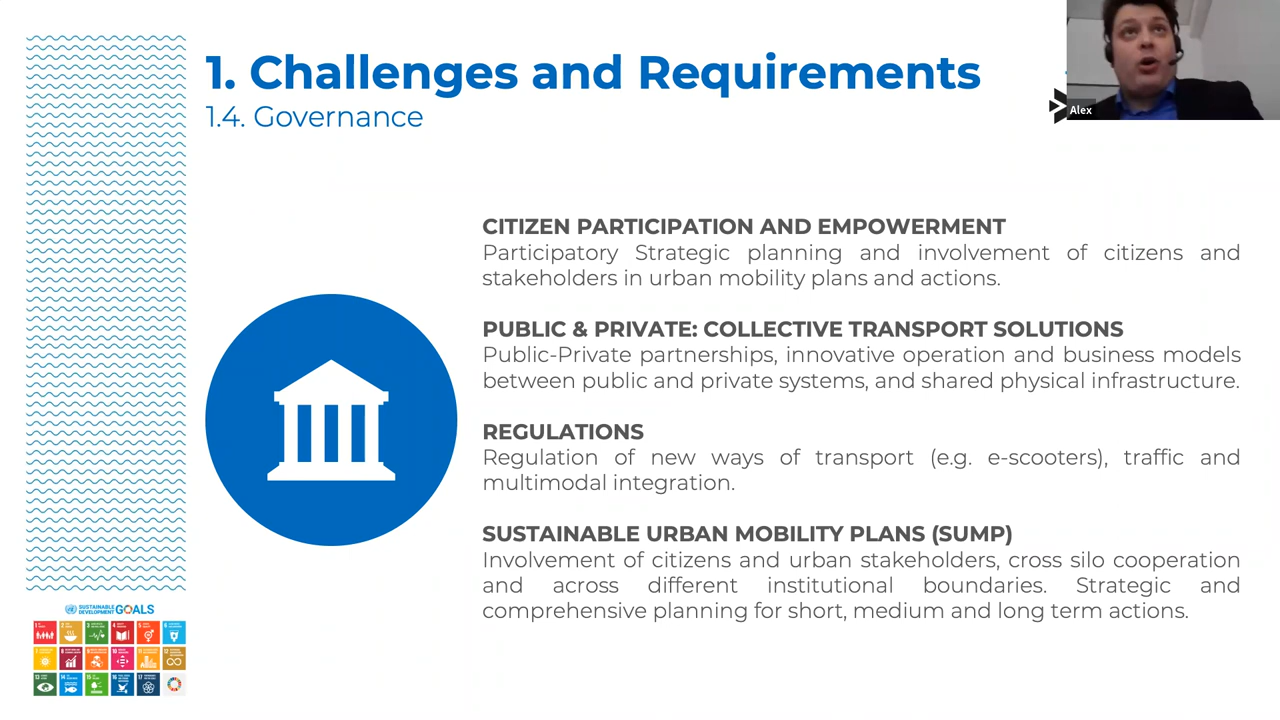 1. Challenges and Requirements
1.4. Governance
Alex
CITIZEN PARTICIPATION AND EMPOWERMENT
Participatory Strategic planning and involvement of citizens and
stakeholders in urban mobility plans and actions.
PUBLIC & PRIVATE: COLLECTIVE TRANSPORT SOLUTIONS
Public-Private partnerships, innovative operation and business models
between public and private systems, and shared physical infrastructure.
REGULATIONS
Regulation of new ways of transport (e.g. e-scooters), traffic and
multimodal integration.
SUSTAINABLE URBAN MOBILITY PLANS (SUMP)
Involvement of citizens and urban stakeholders, cross silo cooperation
and across different institutional boundaries. Strategic and
comprehensive planning for short, medium and long term actions.
SUSTAINABLE
DEVELOPMENT GOALS